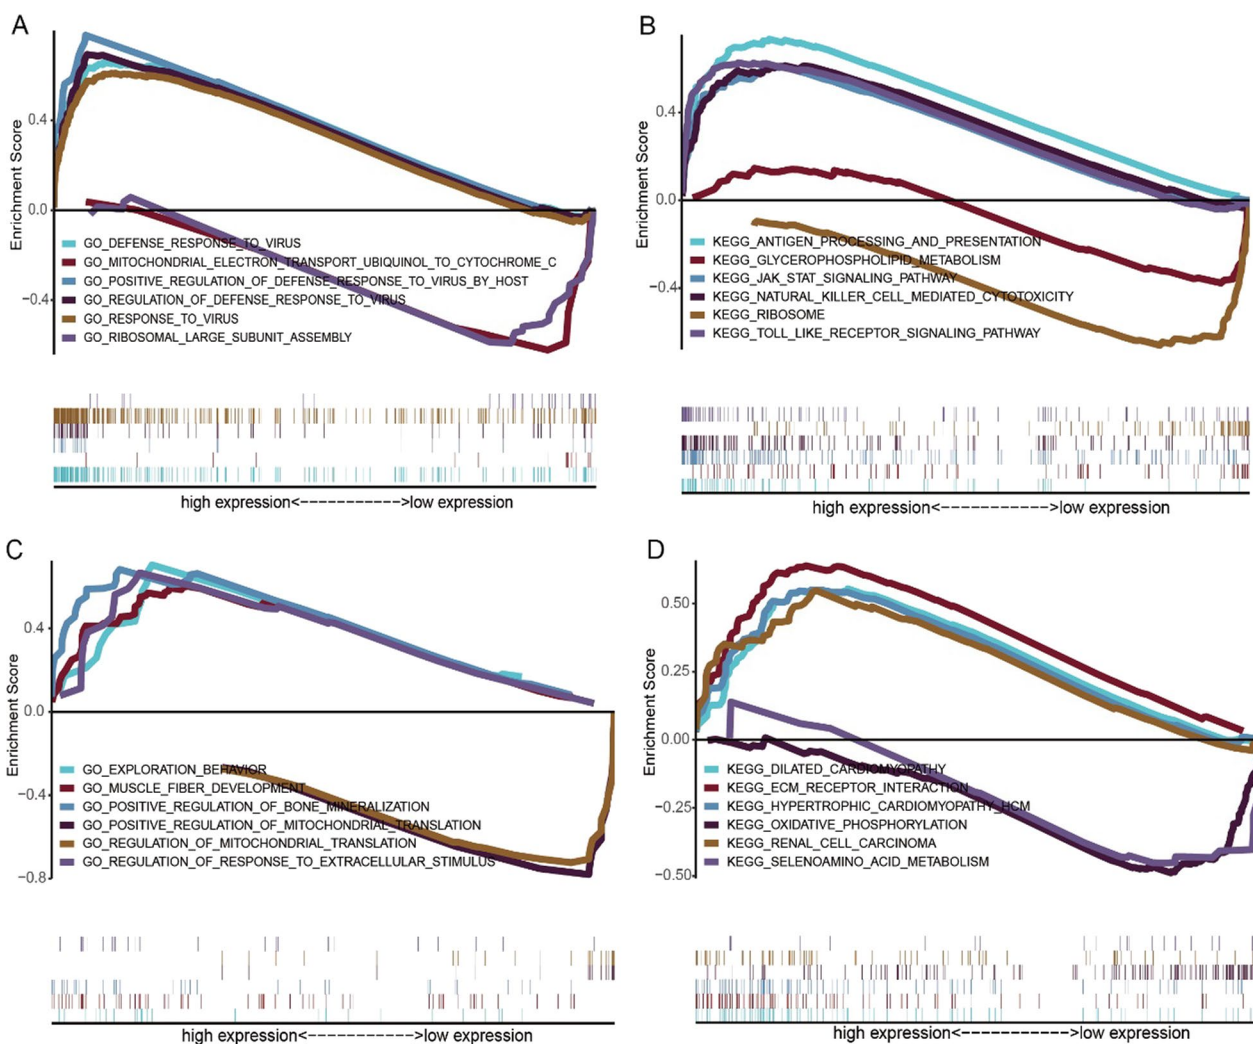 A
Enrichment Score
0.4
0.0
−0.4
GO_DEFENSE_RESPONSE_TO_VIRUS
GO_MITOCHONDRIAL_ELECTRON_TRANSPORT_UBIQUINOL_TO_CYTOCHROME_C
GO_POSITIVE_REGULATION_OF_DEFENSE_RESPONSE_TO_VIRUS_BY_HOST
GO_REGULATION_OF_DEFENSE_RESPONSE_TO_VIRUS
GO_RESPONSE_TO_VIRUS
GO_RIBOSOMAL_LARGE_SUBUNIT_ASSEMBLY
high expression<------------>low expression
B
Enrichment Score
0.4
0.0
−0.4
KEGG_ANTIGEN_PROCESSING_AND_PRESENTATION
KEGG_GLYCEROPHOSPHOLIPID_METABOLISM
KEGG_JAK_STAT_SIGNALING_PATHWAY
KEGG_NATURAL_KILLER_CELL_MEDIATED_CYTOTOXICITY
KEGG_RIBOSOME
KEGG_TOLL_LIKE_RECEPTOR_SIGNALING_PATHWAY
high expression<------------>low expression
C
Enrichment Score
0.4
0.0
−0.4
−0.8
GO_EXPLORATION_BEHAVIOR
GO_MUSCLE_FIBER_DEVELOPMENT
GO_POSITIVE_REGULATION_OF_BONE_MINERALIZATION
GO_POSITIVE_REGULATION_OF_MITOCHONDRIAL_TRANSLATION
GO_REGULATION_OF_MITOCHONDRIAL_TRANSLATION
GO_REGULATION_OF_RESPONSE_TO_EXTRACELLULAR_STIMULUS
high expression<------------>low expression
D
Enrichment Score
0.50
0.25
0.00
−0.25
−0.50
KEGG_DILATED_CARDIOMYOPATHY
KEGG_ECM_RECEPTOR_INTERACTION
KEGG_HYPERTROPHIC_CARDIOMYOPATHY_HCM
KEGG_OXIDATIVE_PHOSPHORYLATION
KEGG_RENAL_CELL_CARCINOMA
KEGG_SELENOAMINO_ACID_METABOLISM
high expression<------------>low expression